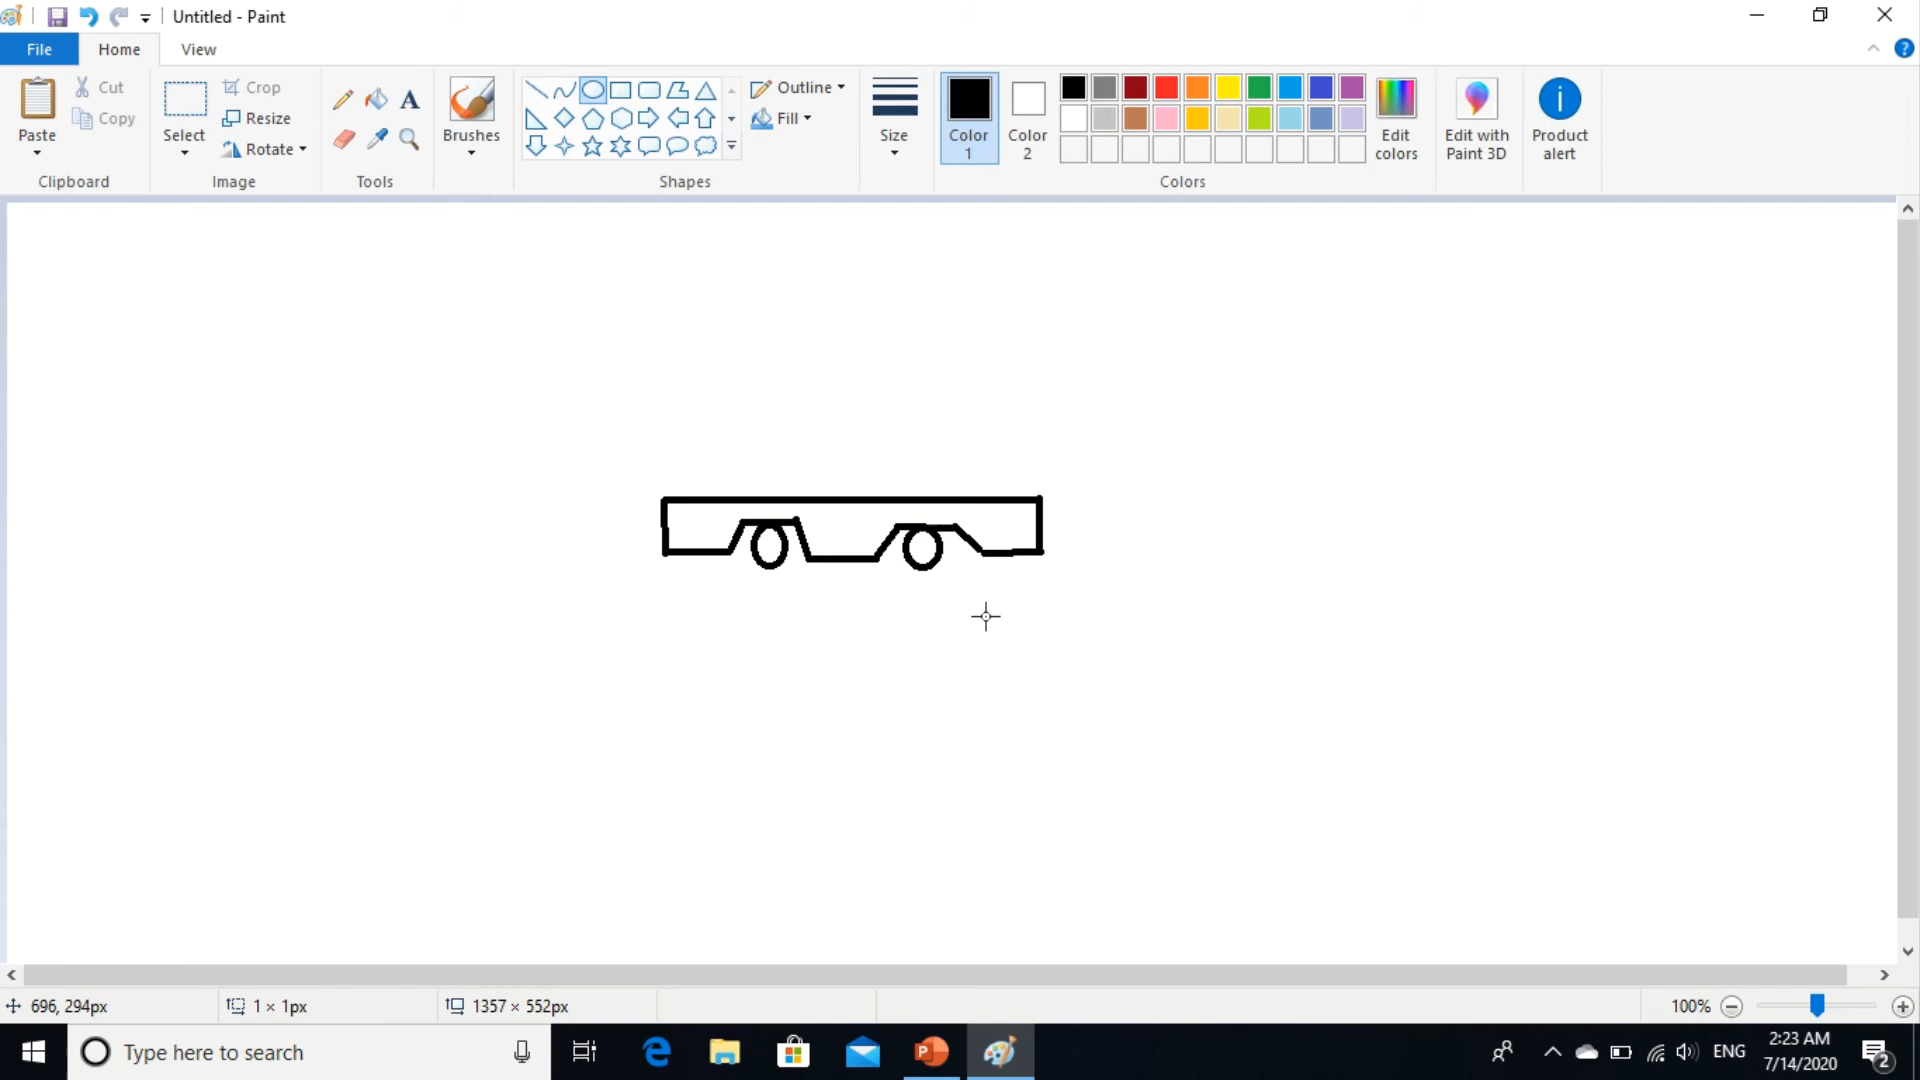 Untitled - Paint
File Home View
Paste
Cut
Copy
Clipboard
Select
Crop
Resize
Rotate
Image
A
Tools
Brushes
Outline
Fill
Shapes
Size
Color 1
Color 2
Edit colors
Colors
Edit with Paint 3D
Product alert
696, 294px
1 × 1px
1357 × 552px
100%
Type here to search
ENG
2:23 AM
7/14/2020
2